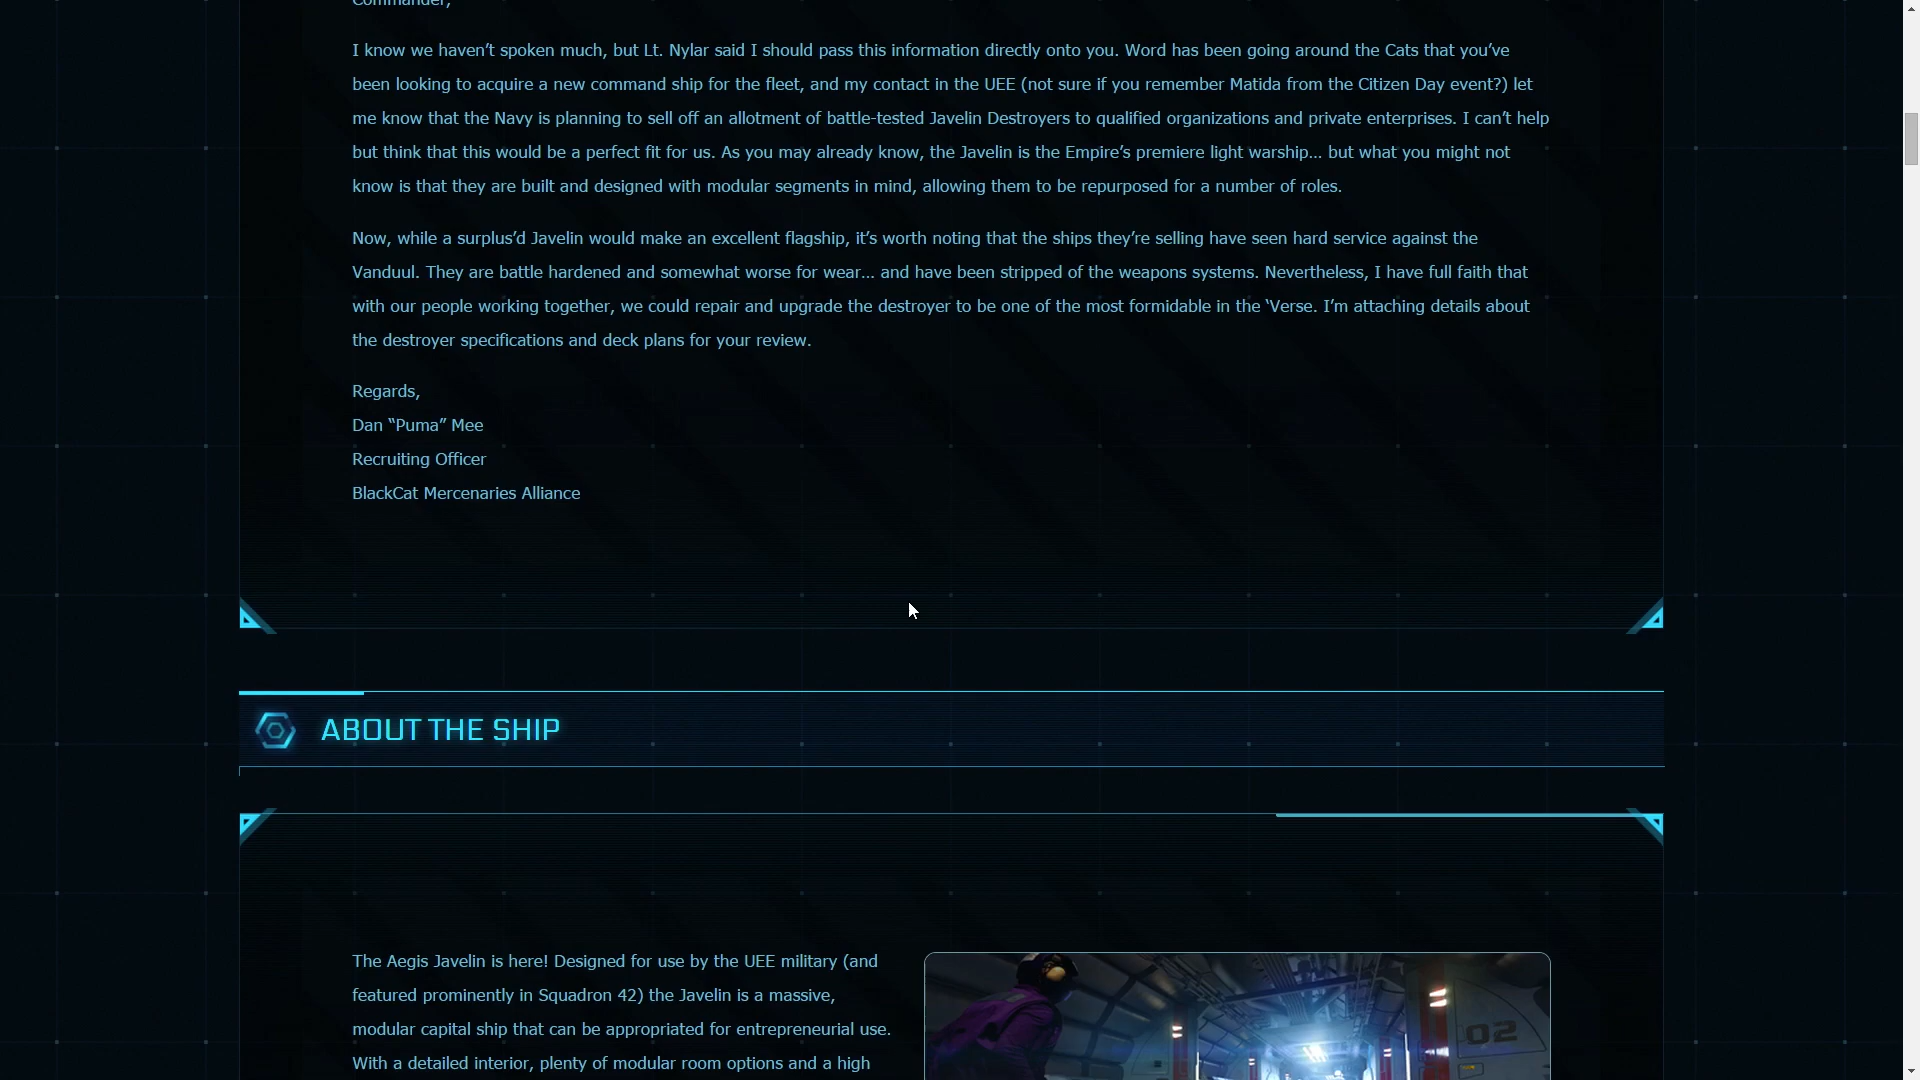 Commander,
I know we haven’t spoken much, but Lt. Nylar said I should pass this information directly onto you. Word has been going around the Cats that you’ve
been looking to acquire a new command ship for the fleet, and my contact in the UEE (not sure if you remember Matida from the Citizen Day event?) let
me know that the Navy is planning to sell off an allotment of battle-tested Javelin Destroyers to qualified organizations and private enterprises. I can’t help
but think that this would be a perfect fit for us. As you may already know, the Javelin is the Empire’s premiere light warship… but what you might not
know is that they are built and designed with modular segments in mind, allowing them to be repurposed for a number of roles.
Now, while a surplus’d Javelin would make an excellent flagship, it’s worth noting that the ships they’re selling have seen hard service against the
Vanduul. They are battle hardened and somewhat worse for wear… and have been stripped of the weapons systems. Nevertheless, I have full faith that
with our people working together, we could repair and upgrade the destroyer to be one of the most formidable in the ‘Verse. I’m attaching details about
the destroyer specifications and deck plans for your review.
Regards,
Dan “Puma” Mee
Recruiting Officer
BlackCat Mercenaries Alliance
ABOUT THE SHIP
The Aegis Javelin is here! Designed for use by the UEE military (and
featured prominently in Squadron 42) the Javelin is a massive,
modular capital ship that can be appropriated for entrepreneurial use.
With a detailed interior, plenty of modular room options and a high
02